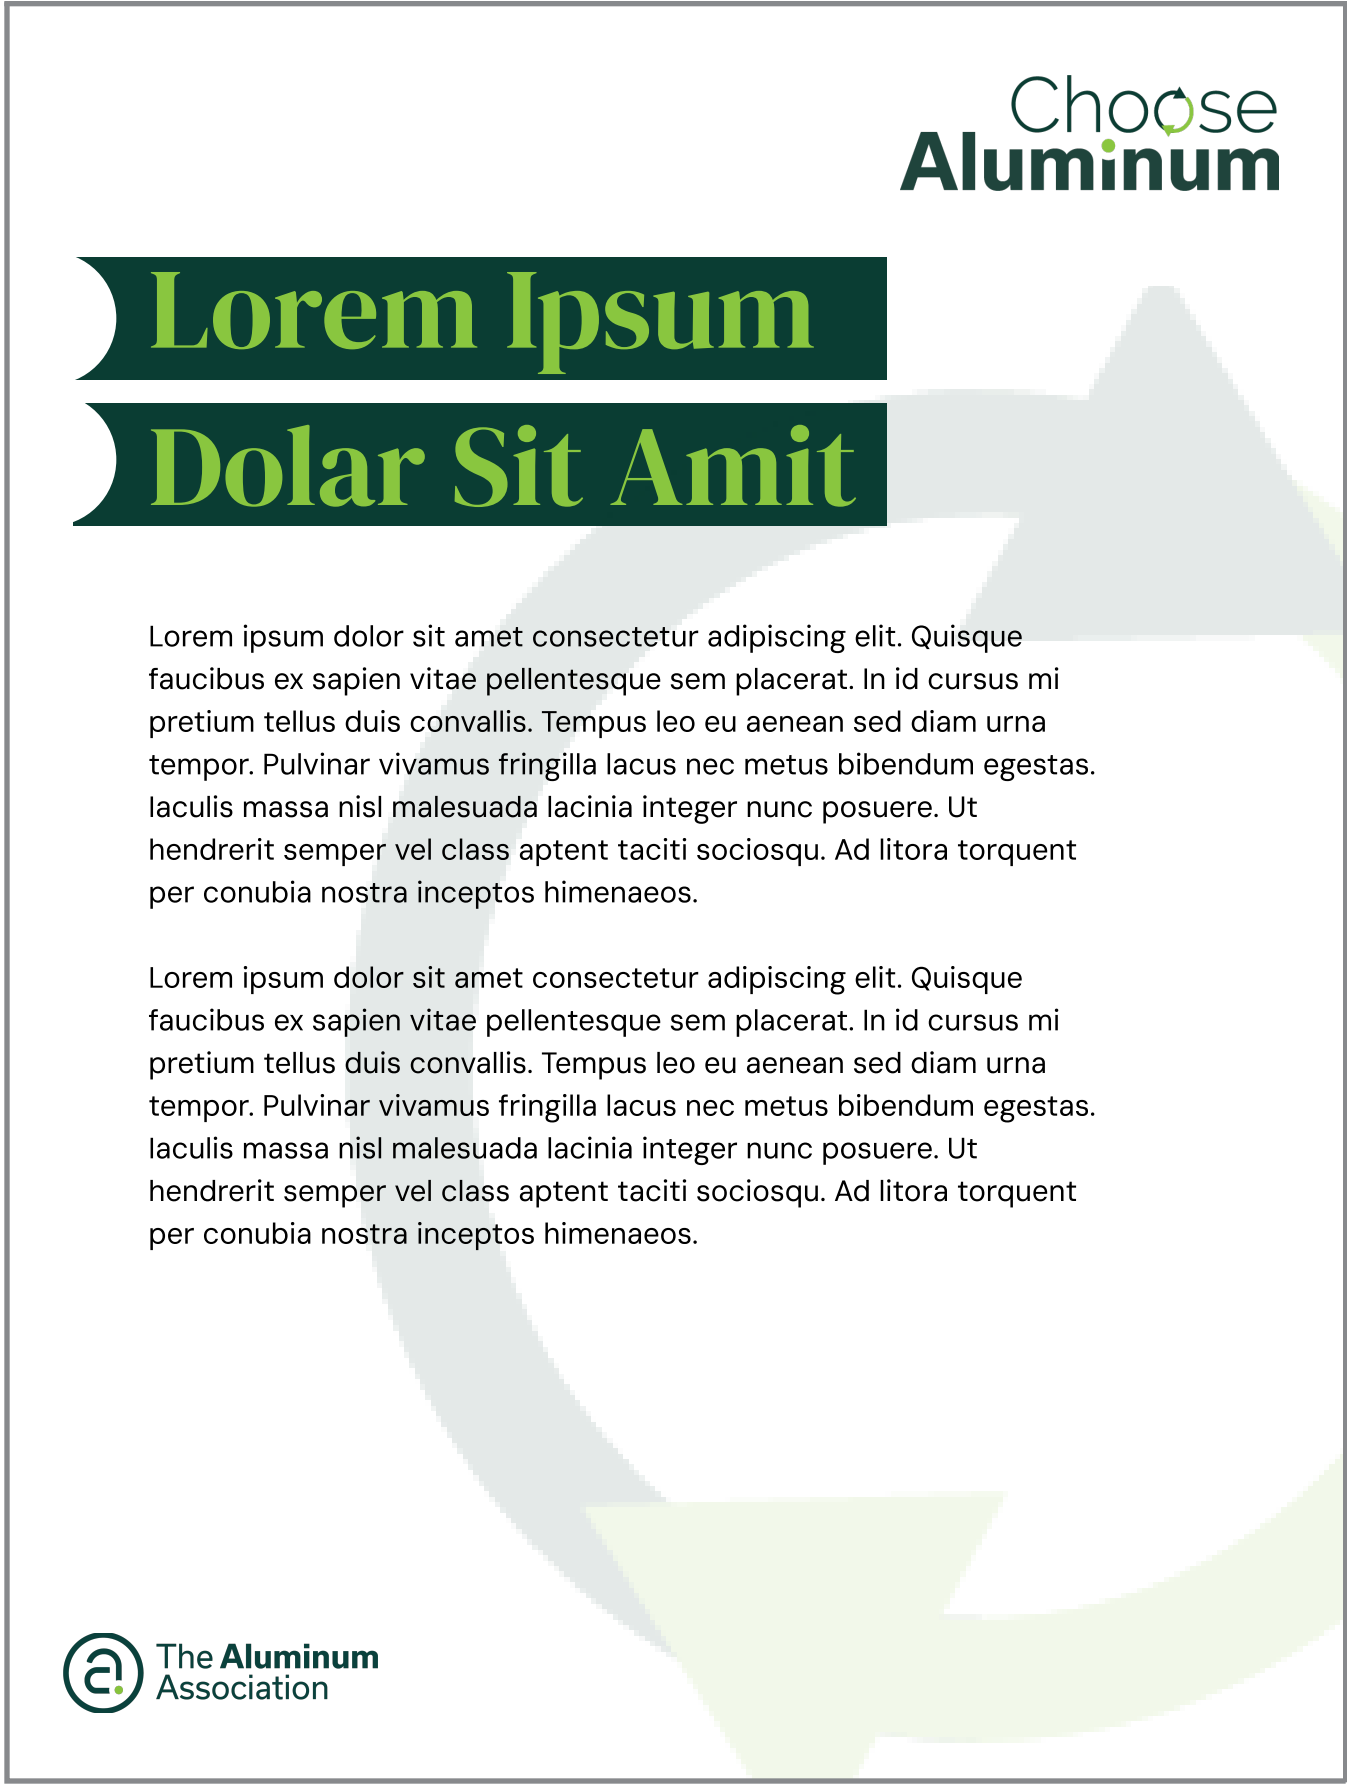 Choose
Aluminum
Lorem Ipsum
Dolar Sit Amit
Lorem ipsum dolor sit amet consectetur adipiscing elit. Quisque
faucibus ex sapien vitae pellentesque sem placerat. In id cursus mi
pretium tellus duis convallis. Tempus leo eu aenean sed diam urna
tempor. Pulvinar vivamus fringilla lacus nec metus bibendum egestas.
Iaculis massa nisl malesuada lacinia integer nunc posuere. Ut
hendrerit semper vel class aptent taciti sociosqu. Ad litora torquent
per conubia nostra inceptos himenaeos.
Lorem ipsum dolor sit amet consectetur adipiscing elit. Quisque
faucibus ex sapien vitae pellentesque sem placerat. In id cursus mi
pretium tellus duis convallis. Tempus leo eu aenean sed diam urna
tempor. Pulvinar vivamus fringilla lacus nec metus bibendum egestas.
Iaculis massa nisl malesuada lacinia integer nunc posuere. Ut
hendrerit semper vel class aptent taciti sociosqu. Ad litora torquent
per conubia nostra inceptos himenaeos.
The Aluminum
Association